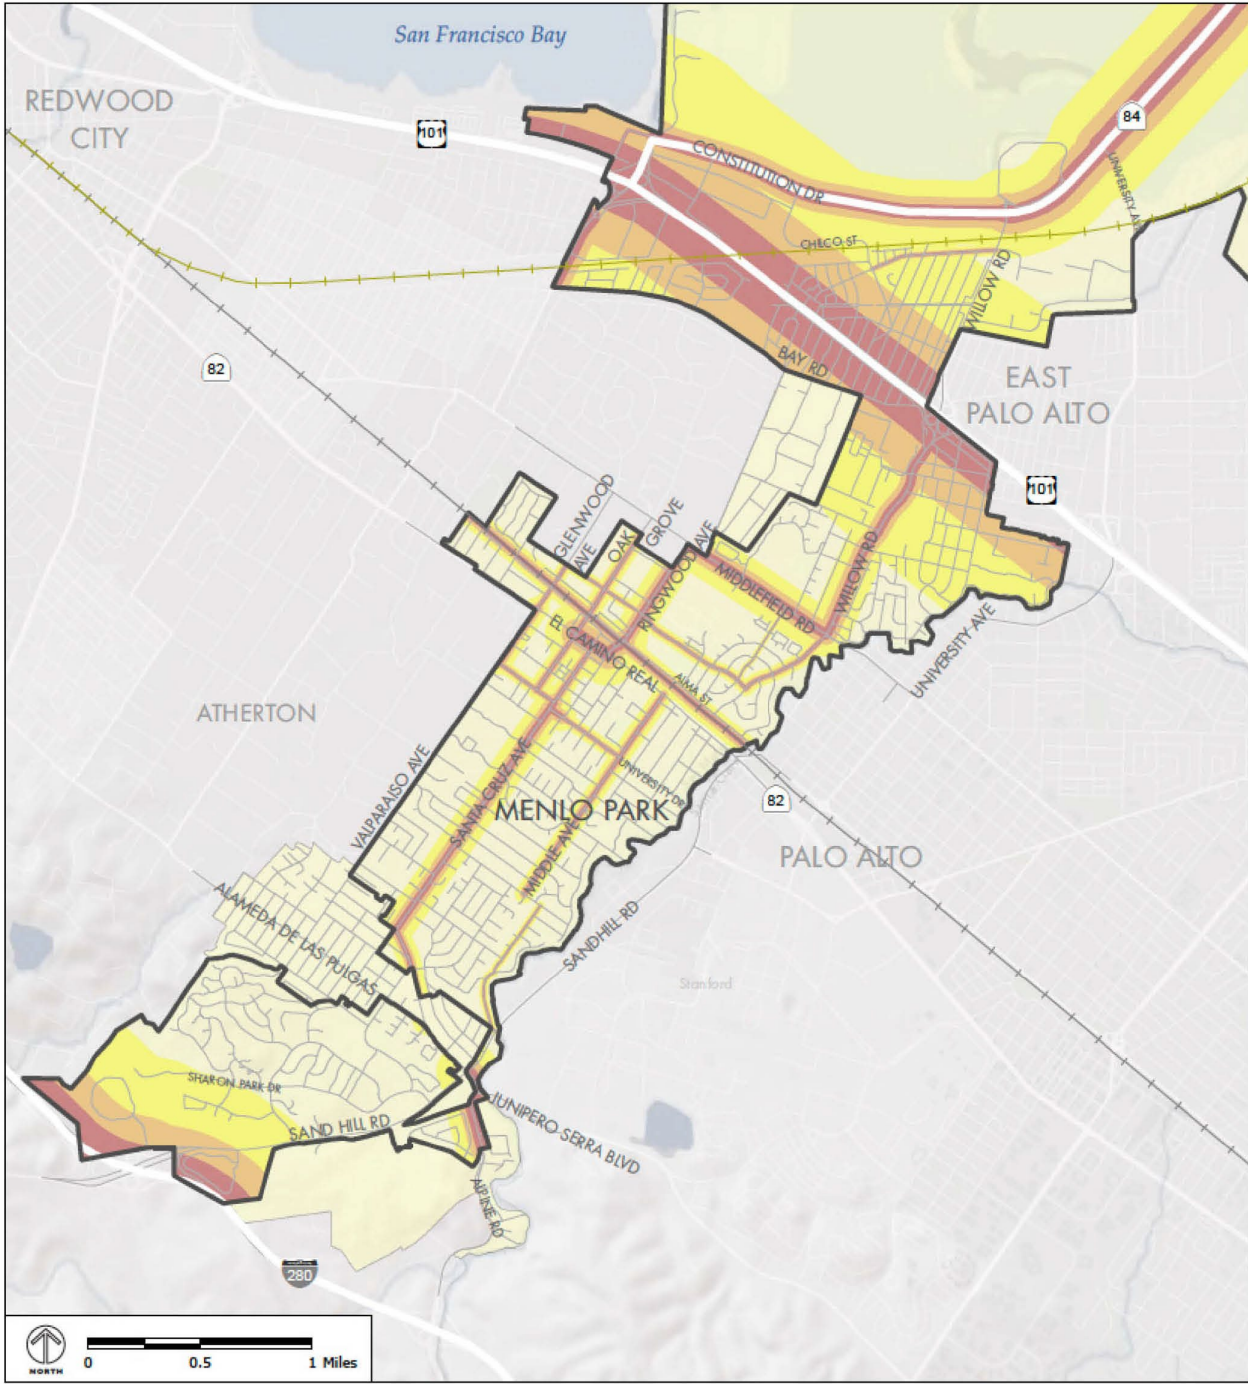 San Francisco Bay
REDWOOD
CITY
101
84
CONSTITUTION DR
UNIVERSITY AVE
CHILCO ST
WILLOW RD
82
BAY RD
EAST
PALO ALTO
101
GLENWOOD
AVE
OAK
GROVE
AVE
RINGWOOD
MIDDLEFIELD RD
WILLOW RD
EL CAMINO REAL
ALMA ST
UNIVERSITY AVE
ATHERTON
VALPARAISO AVE
SANTA CRUZ AVE
UNIVERSITY DR
MENLO PARK
82
MIDDLE AVE
PALO ALTO
ALAMEDA DE LAS PULGAS
SANDHILL RD
Stanford
SHARON PARK DR
SAND HILL RD
JUNIPERO SERRA BLVD
ALPINE RD
280
NORTH
0 0.5 1 Miles